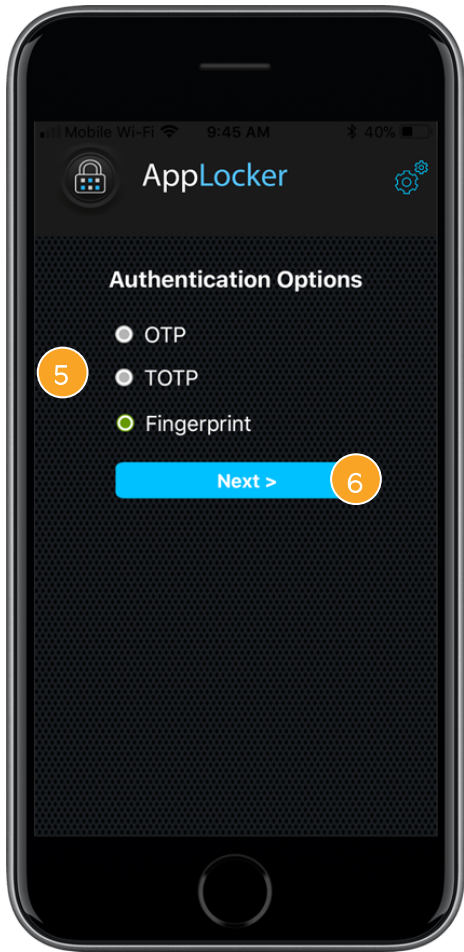 Mobile Wi-Fi 9:45 AM 40%
AppLocker
Authentication Options
OTP
5
TOTP
Fingerprint
Next >
6